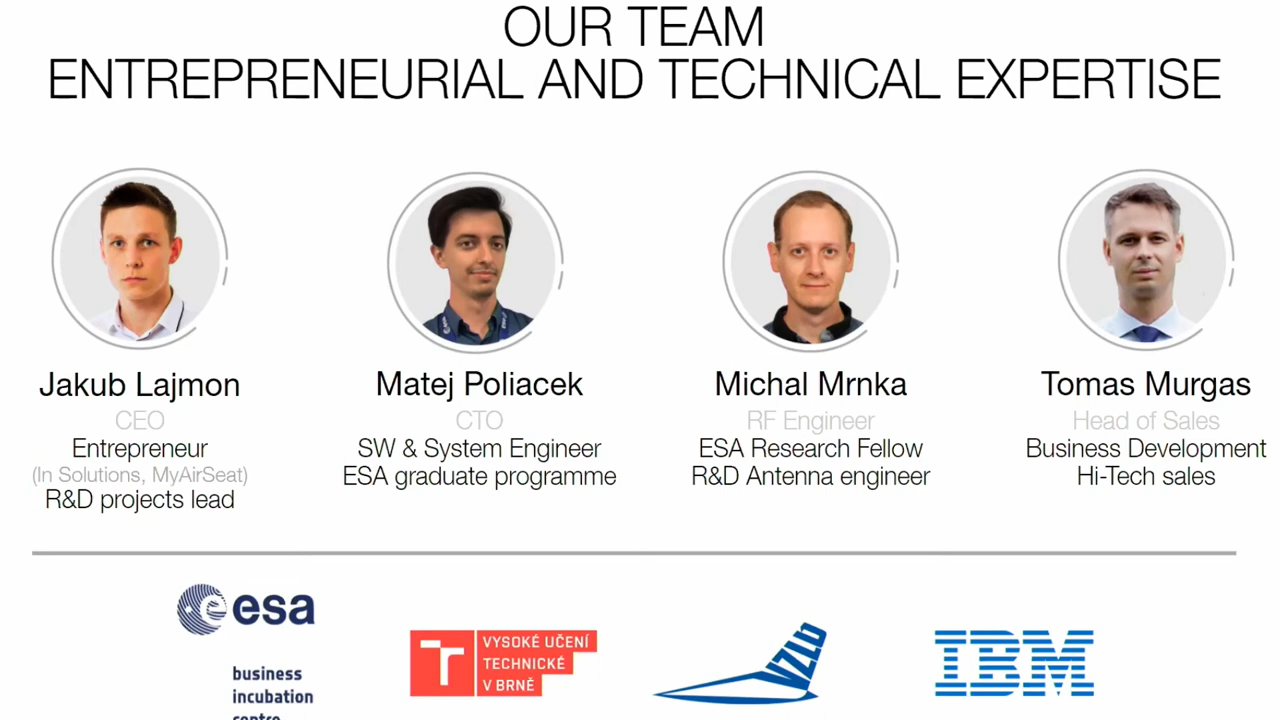 OUR TEAM
ENTREPRENEURIAL AND TECHNICAL EXPERTISE
Jakub Lajmon
CEO
Entrepreneur
(In Solutions, MyAirSeat)
R&D projects lead
Matej Poliacek
CTO
SW & System Engineer
ESA graduate programme
Michal Mrnka
RF Engineer
ESA Research Fellow
R&D Antenna engineer
Tomas Murgas
Head of Sales
Business Development
Hi-Tech sales
esa
business
incubation
centre
T
VYSOKÉ UČENÍ
TECHNICKÉ
V BRNĚ
VZLÚ
IBM